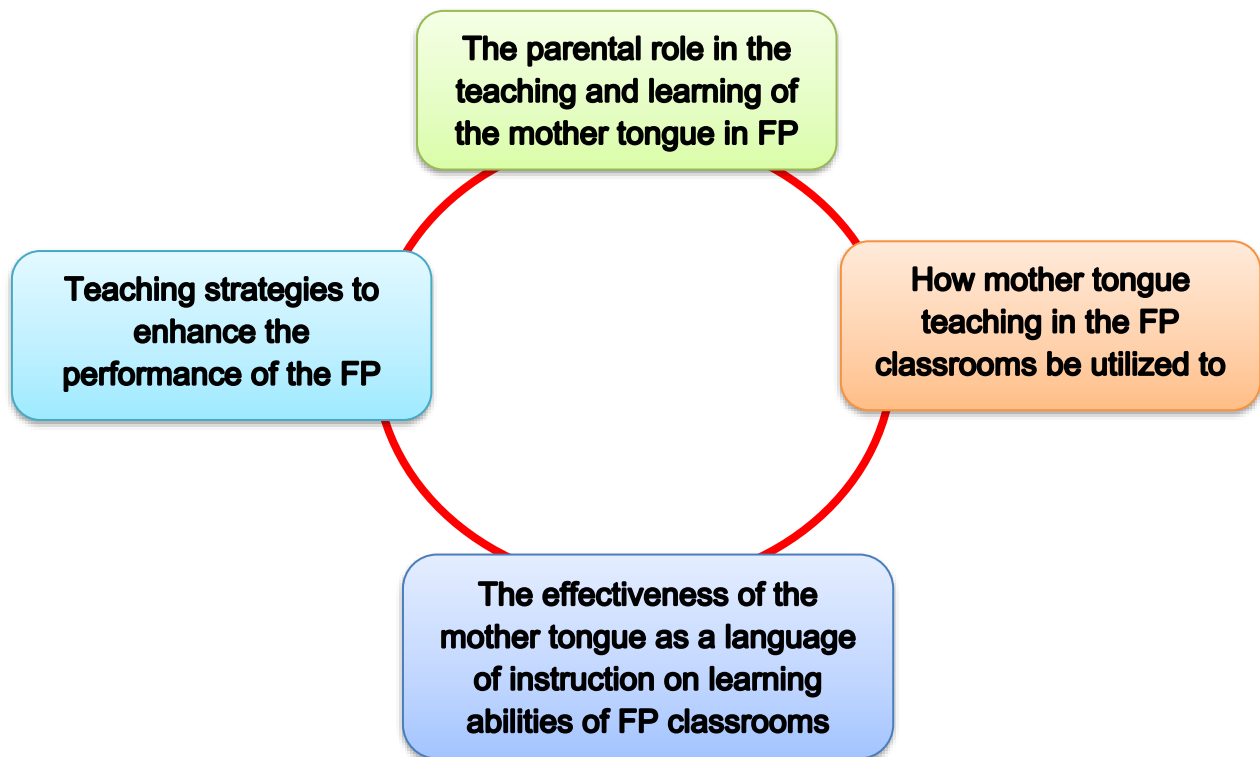 The parental role in the
teaching and learning of
the mother tongue in FP
How mother tongue
teaching in the FP
classrooms be utilized to
The effectiveness of the
mother tongue as a language
of instruction on learning
abilities of FP classrooms
Teaching strategies to
enhance the
performance of the FP